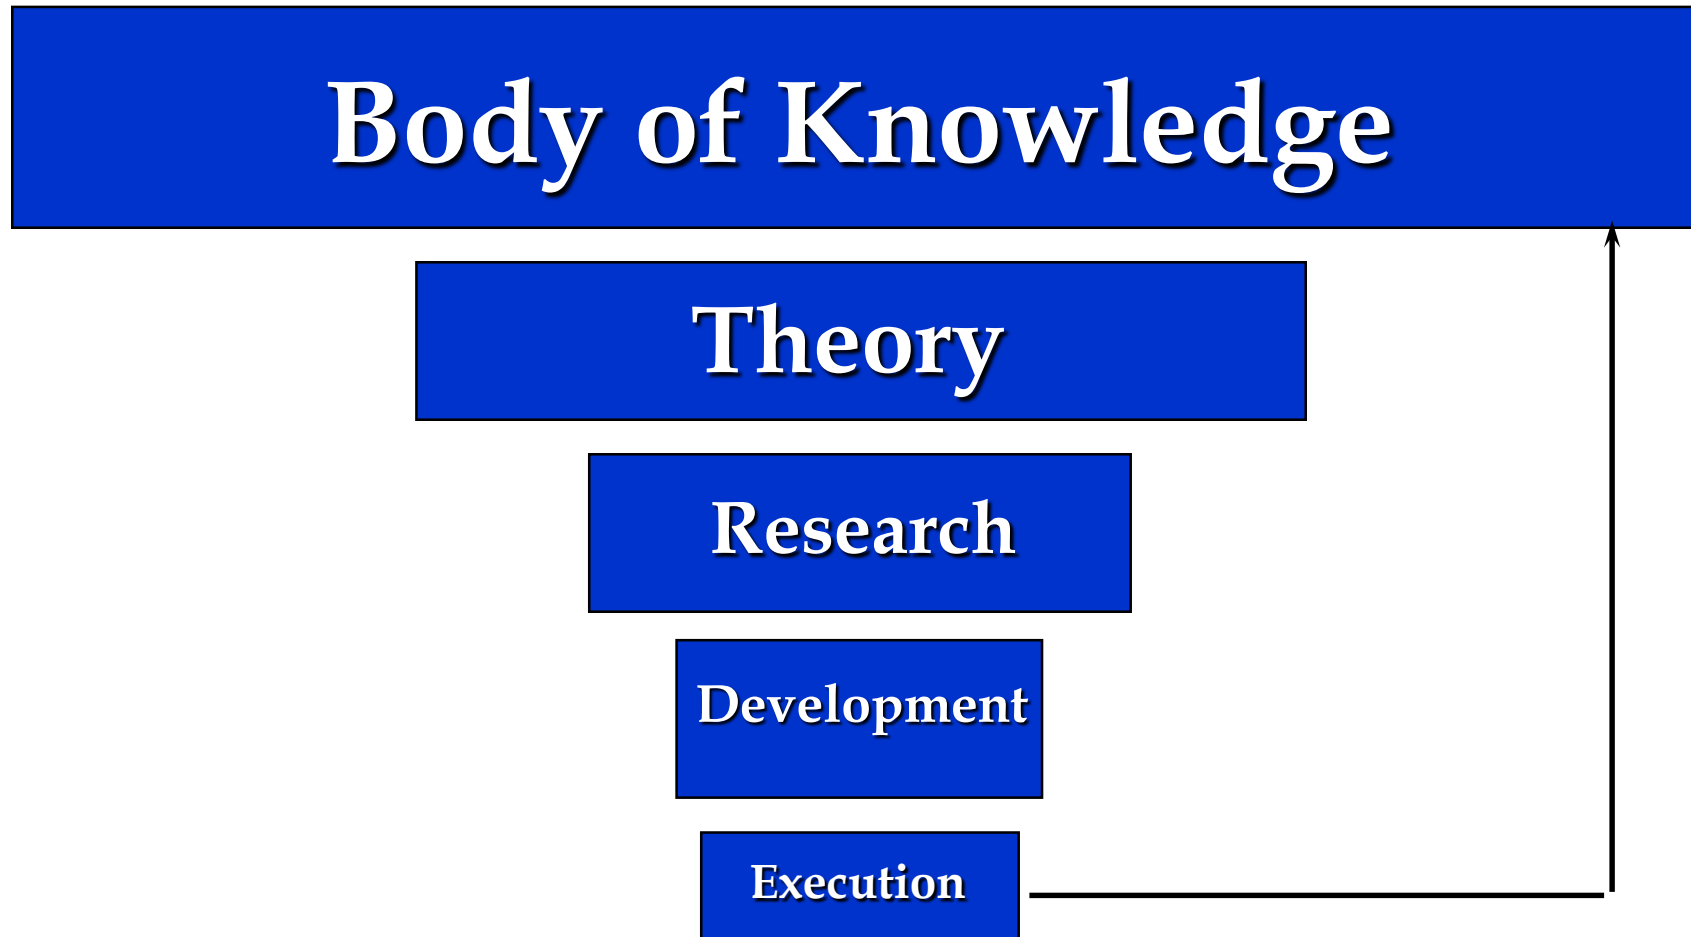 Body of Knowledge
Theory
Research
Development
Execution